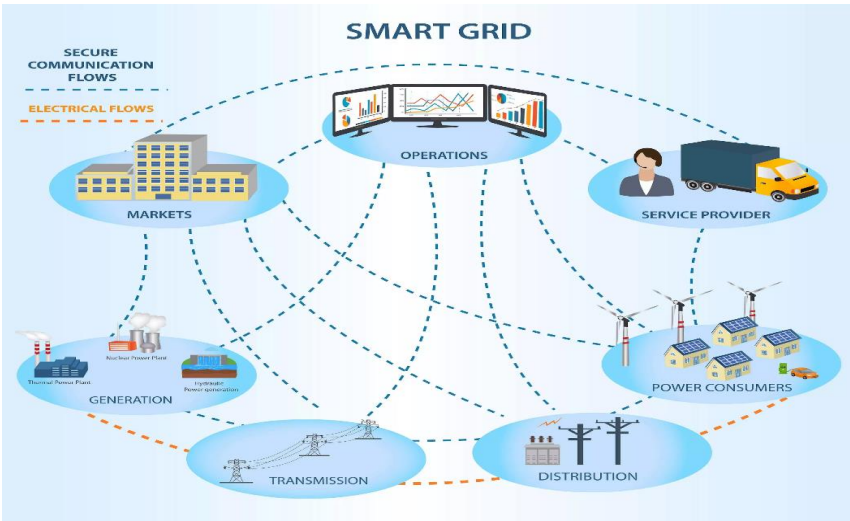 SMART GRID
SECURE
COMMUNICATION
FLOWS
ELECTRICAL FLOWS
OPERATIONS
MARKETS
SERVICE PROVIDER
Nuclear Power Plant
Thermal Power Plant
Hydraulic
Power generation
GENERATION
POWER CONSUMERS
TRANSMISSION
DISTRIBUTION